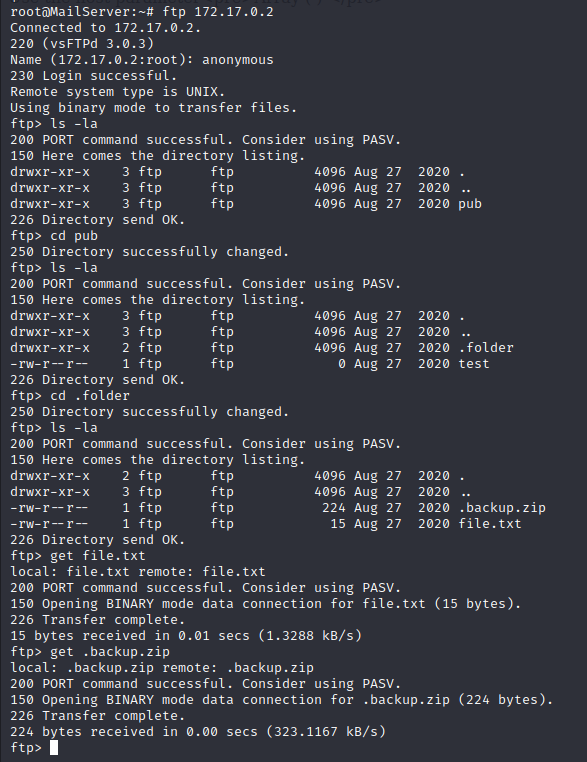 root@MailServer:~# ftp 172.17.0.2
Connected to 172.17.0.2.
220 (vsFTPd 3.0.3)
Name (172.17.0.2:root): anonymous
230 Login successful.
Remote system type is UNIX.
Using binary mode to transfer files.
ftp> ls -la
200 PORT command successful. Consider using PASV.
150 Here comes the directory listing.
drwxr-xr-x    3 ftp      ftp          4096 Aug 27  2020 .
drwxr-xr-x    3 ftp      ftp          4096 Aug 27  2020 ..
drwxr-xr-x    3 ftp      ftp          4096 Aug 27  2020 pub
226 Directory send OK.
ftp> cd pub
250 Directory successfully changed.
ftp> ls -la
200 PORT command successful. Consider using PASV.
150 Here comes the directory listing.
drwxr-xr-x    3 ftp      ftp          4096 Aug 27  2020 .
drwxr-xr-x    3 ftp      ftp          4096 Aug 27  2020 ..
drwxr-xr-x    2 ftp      ftp          4096 Aug 27  2020 .folder
-rw-r--r--    1 ftp      ftp             0 Aug 27  2020 test
226 Directory send OK.
ftp> cd .folder
250 Directory successfully changed.
ftp> ls -la
200 PORT command successful. Consider using PASV.
150 Here comes the directory listing.
drwxr-xr-x    2 ftp      ftp          4096 Aug 27  2020 .
drwxr-xr-x    3 ftp      ftp          4096 Aug 27  2020 ..
-rw-r--r--    1 ftp      ftp           224 Aug 27  2020 .backup.zip
-rw-r--r--    1 ftp      ftp            15 Aug 27  2020 file.txt
226 Directory send OK.
ftp> get file.txt
local: file.txt remote: file.txt
200 PORT command successful. Consider using PASV.
150 Opening BINARY mode data connection for file.txt (15 bytes).
226 Transfer complete.
15 bytes received in 0.01 secs (1.3288 kB/s)
ftp> get .backup.zip
local: .backup.zip remote: .backup.zip
200 PORT command successful. Consider using PASV.
150 Opening BINARY mode data connection for .backup.zip (224 bytes).
226 Transfer complete.
224 bytes received in 0.00 secs (323.1167 kB/s)
ftp>